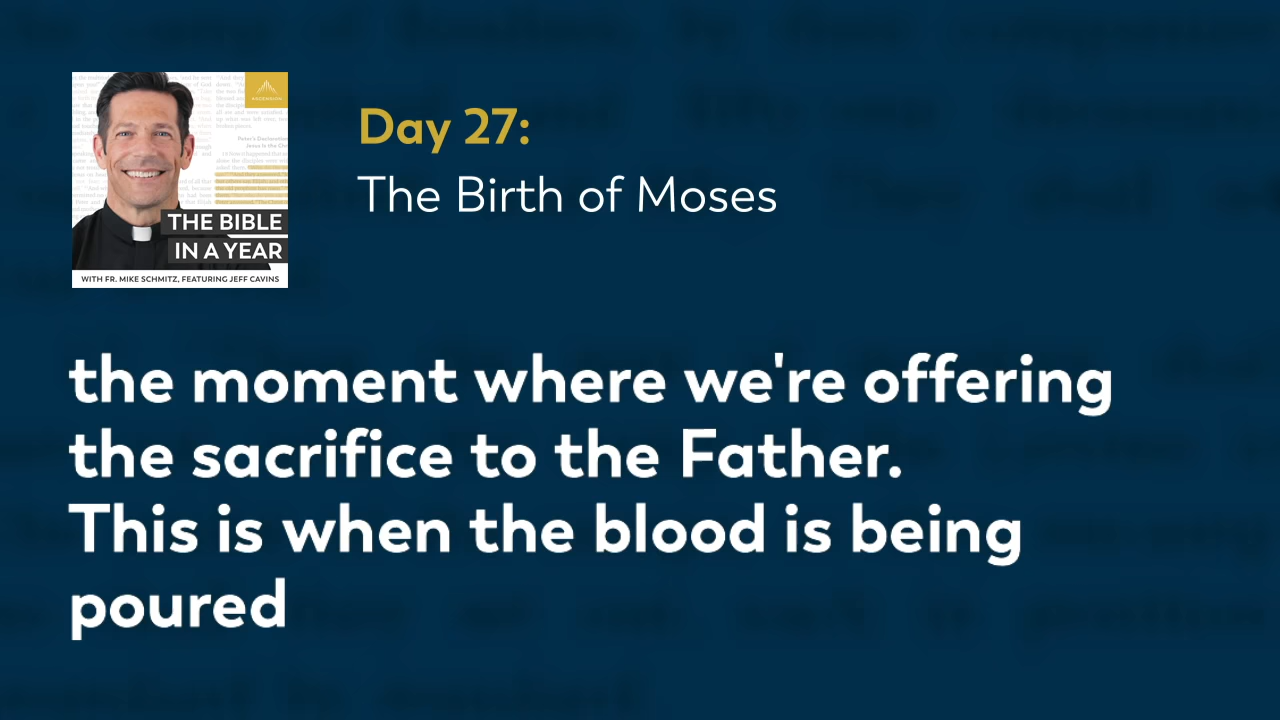 Day 27:
The Birth of Moses
THE BIBLE
IN A YEAR
WITH FR. MIKE SCHMITZ, FEATURING JEFF CAVINS
the moment where we're offering
the sacrifice to the Father.
This is when the blood is being
poured